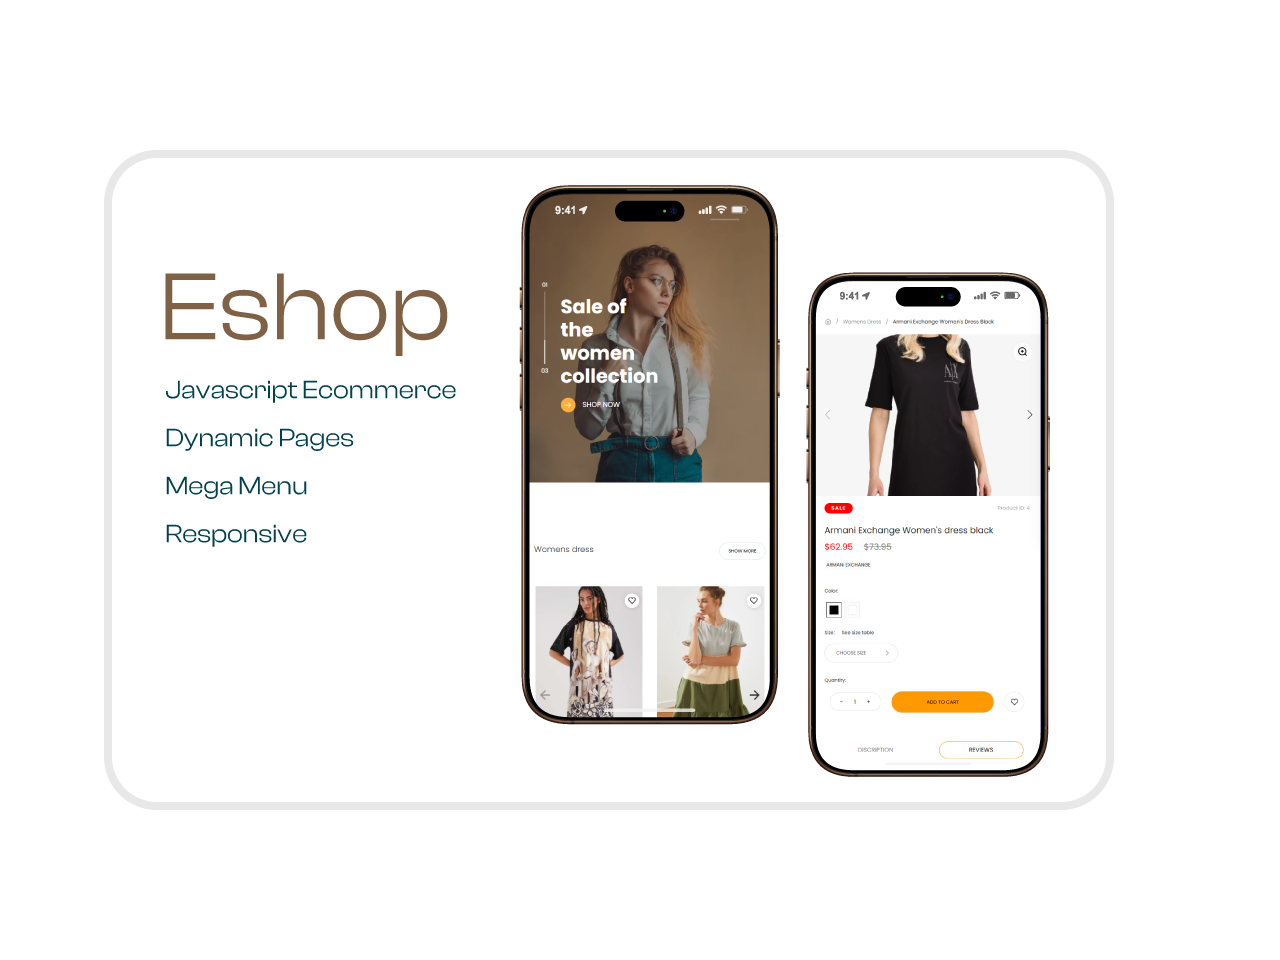 Eshop
Javascript Ecommerce
Dynamic Pages
Mega Menu
Responsive
9:41
01
Sale of
the
women
collection
03
SHOP NOW
Womens dress
SHOW MORE
9:41
/ Womens Dress / Armani Exchange Women's Dress Black
A|X
SALE
Product ID: 4
Armani Exchange Women's dress black
$62.95 $73.95
ARMANI EXCHANGE
Color:
Size: See size table
CHOOSE SIZE
Quantity:
- 1 +
ADD TO CART
DISCRIPTION
REVIEWS